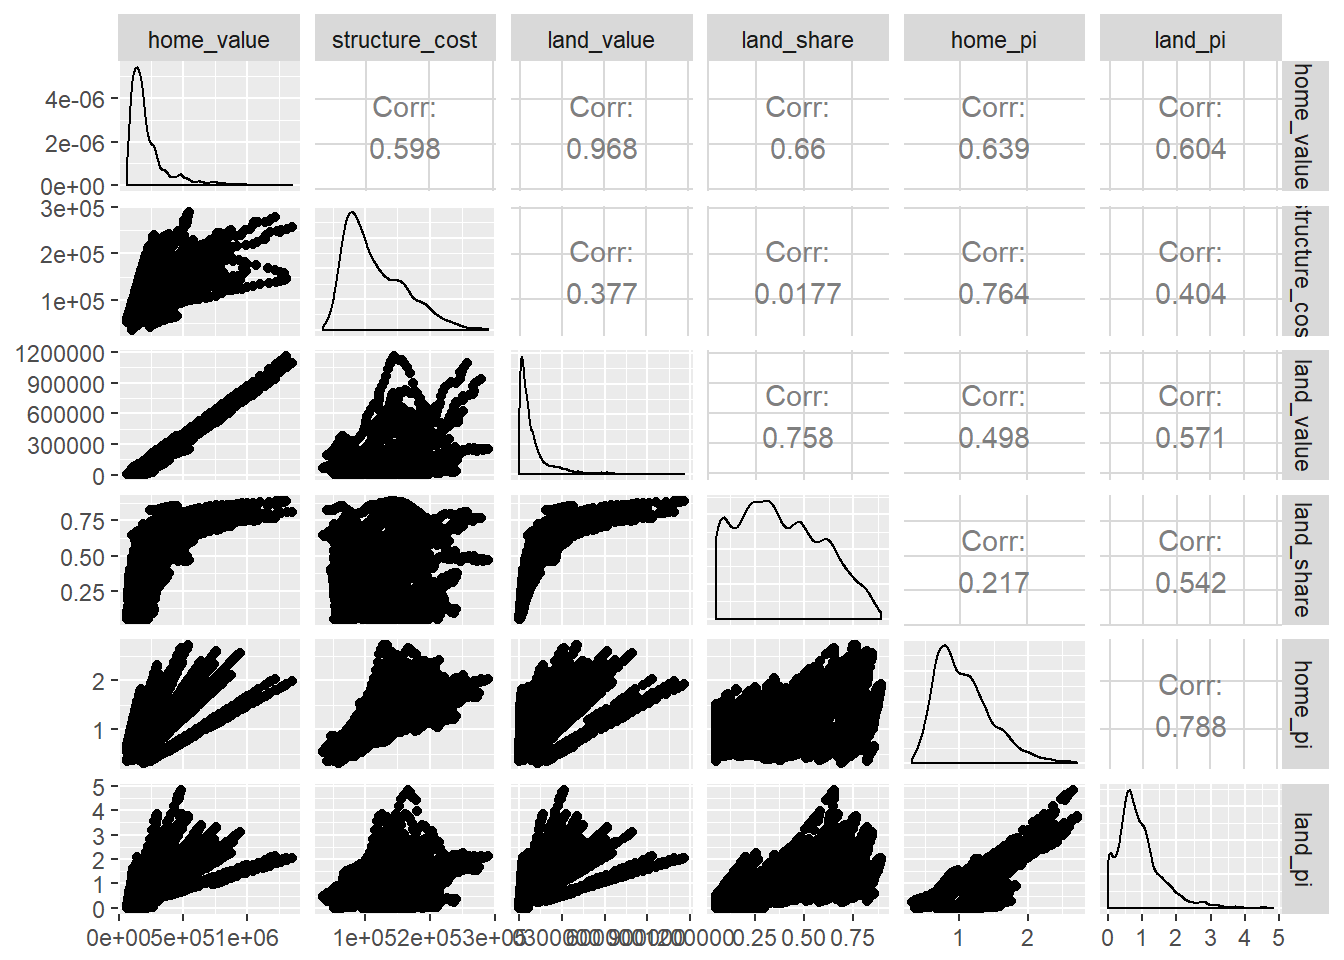 home_value structure_cost land_value land_share home_pi land_pi
4e-06
2e-06
0e+00
Corr:
0.598
Corr:
0.968
Corr:
0.66
Corr:
0.639
Corr:
0.604
home_value
3e+05
2e+05
1e+05
Corr:
0.377
Corr:
0.0177
Corr:
0.764
Corr:
0.404
structure_cos
1200000
900000
600000
300000
0
Corr:
0.758
Corr:
0.498
Corr:
0.571
land_value
0.75
0.50
0.25
Corr:
0.217
Corr:
0.542
land_share
2
1
Corr:
0.788
home_pi
5
4
3
2
1
0
land_pi
0e+005e+051e+06 1e+052e+053e+05 0300000600000900001200000 0.25 0.50 0.75 1 2 0 1 2 3 4 5